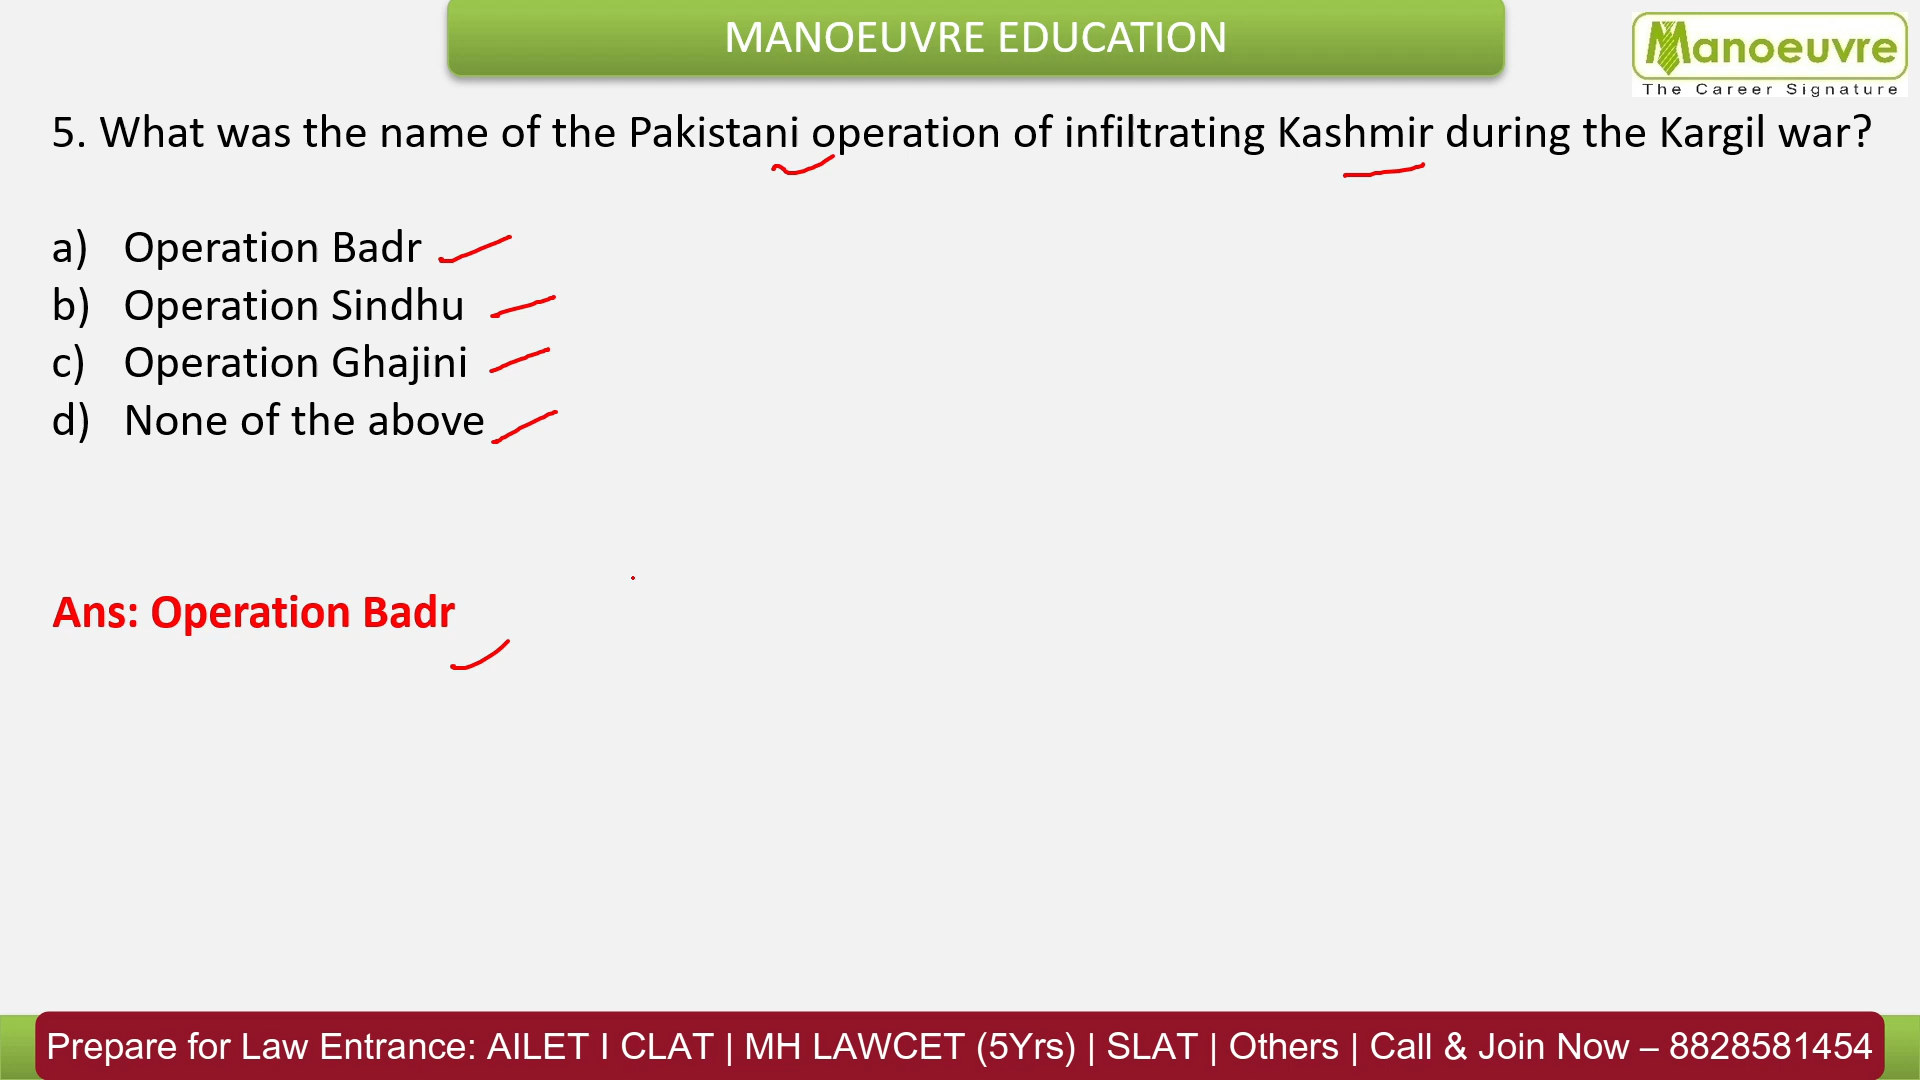 MANOEUVRE EDUCATION
Manoeuvre
The Career Signature
5. What was the name of the Pakistani operation of infiltrating Kashmir during the Kargil war?
a) Operation Badr
b) Operation Sindhu
c) Operation Ghajini
d) None of the above
Ans: Operation Badr
Prepare for Law Entrance: AILET I CLAT | MH LAWCET (5Yrs) | SLAT | Others | Call & Join Now – 8828581454